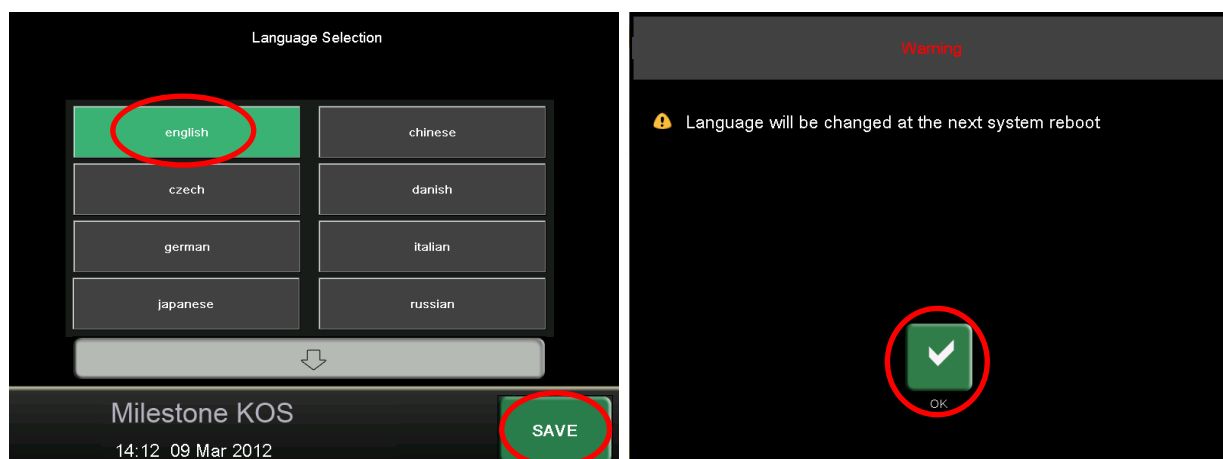 Language Selection
english
chinese
czech
danish
german
italian
japanese
russian
Milestone KOS
14:12 09 Mar 2012
SAVE
Warning
Language will be changed at the next system reboot
OK